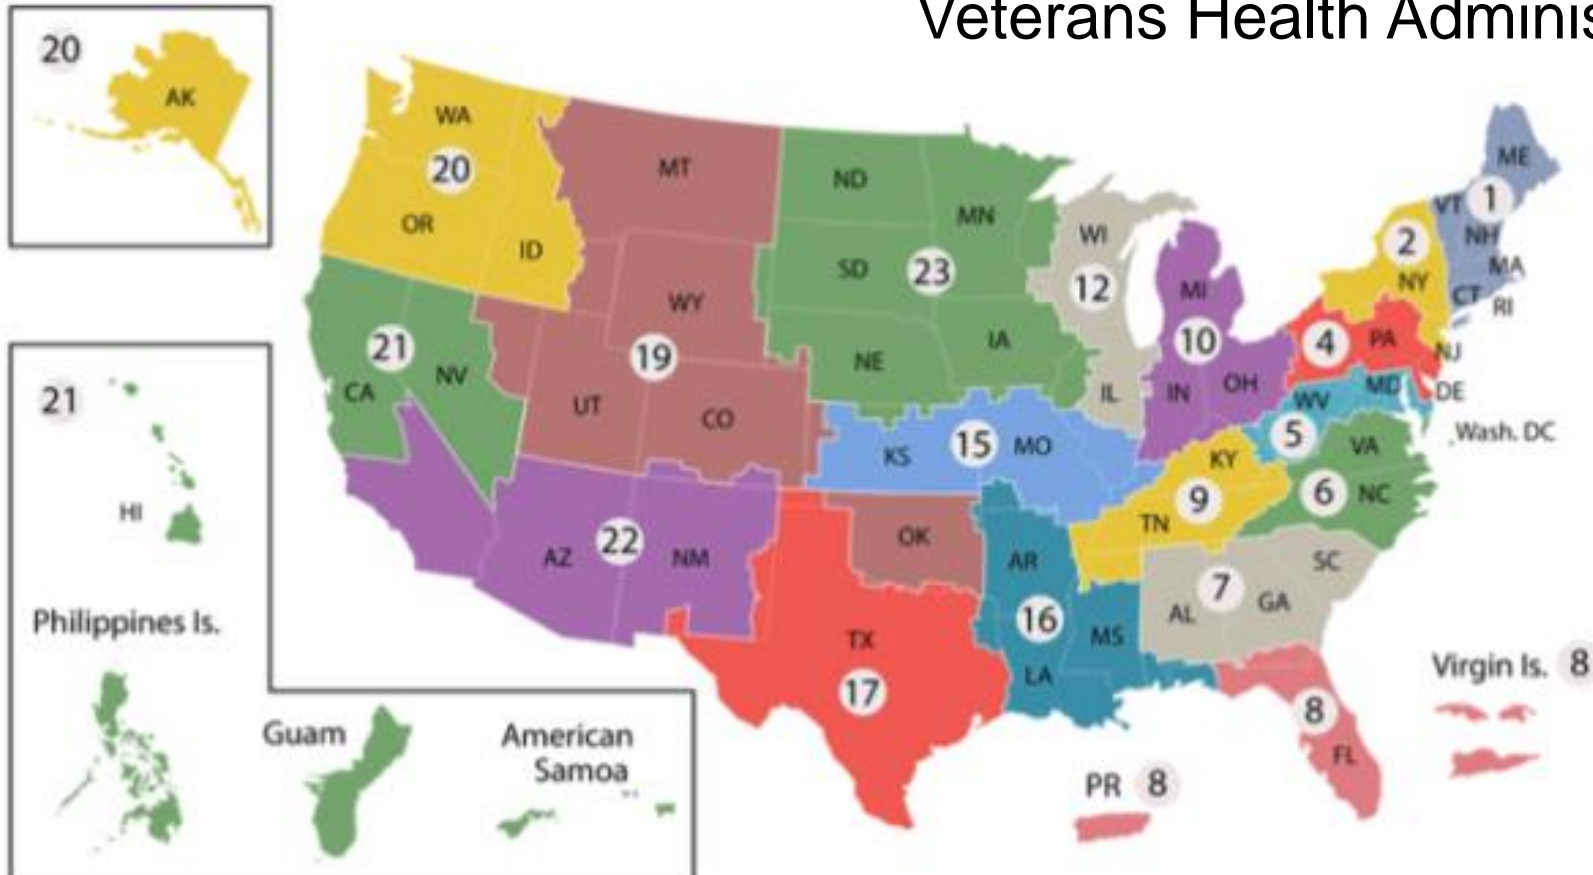 Veterans Health Adminis
20
AK
WA
20
OR
ID
MT
ND
MN
SD
23
WI
12
MI
10
ME
VT
1
NH
MA
CT
RI
2
NY
4
PA
NJ
DE
MD
WV
5
Wash. DC
WY
19
21
CA
NV
UT
CO
NE
IA
IL
IN
OH
KS
15
MO
KY
9
TN
VA
6
NC
AZ
22
NM
OK
AR
16
MS
LA
SC
7
AL
GA
TX
17
8
FL
PR 8
Virgin Is. 8
21
HI
Philippines Is.
Guam
American
Samoa